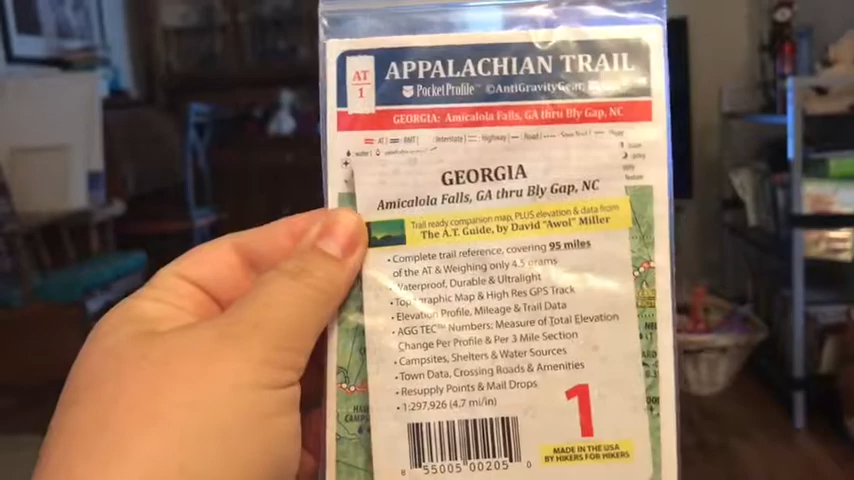 AT
1
APPALACHIAN TRAIL
PocketProfile ©AntiGravityGear,
GEORGIA: Amicalola Falls, GA thru Bly Gap, NC
AT BMT Interstate Highway Road
water
GEORGIA
Amicalola Falls, GA thru Bly Gap, NC
Trail ready companion map, PLUS elevation & data from
The A.T. Guide, by David "Awol" Miller
• Complete trail reference, covering 95 miles
of the AT & Weighing only 4.5 grams
• Waterproof, Durable & Ultralight
• Topographic Map & High Res GPS Track
• Elevation Profile, Mileage & Trail Data
• AGG TEC™ Numbers: Measure of Total Elevation
Change to Overcome Per 3 Mile Section
• Campsites, Shelters & Water Sources
• Town Data, Crossing Roads & Amenities
• Resupply Points & Mail Drops
• 1:297,926 (4.7 mi/in)
1
0 55005 00205 0
MADE IN THE USA
BY HIKERS FOR HIKERS